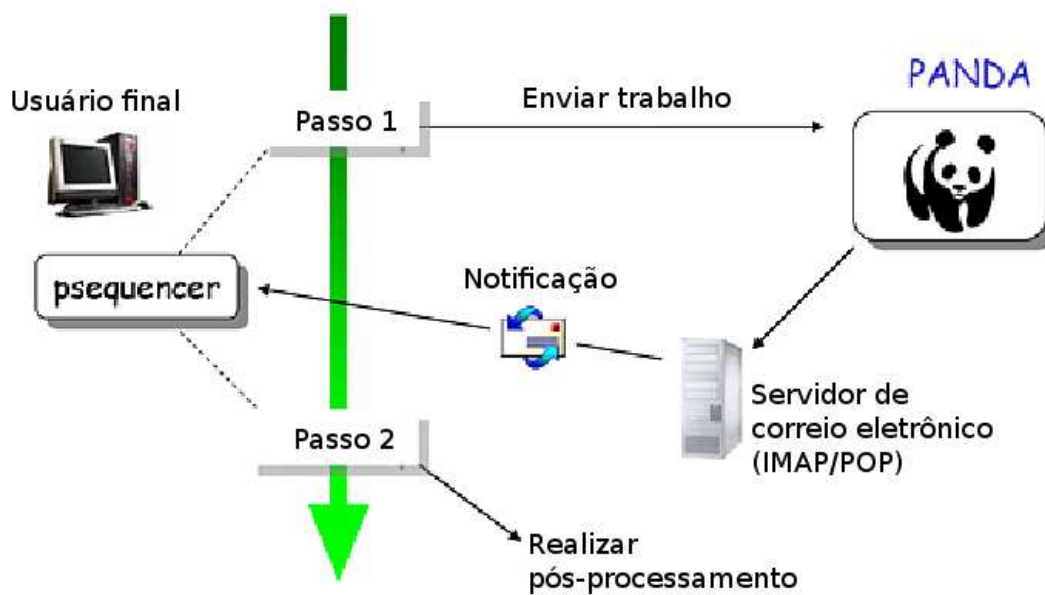 PANDA
Usuário final
Enviar trabalho
Passo 1
psequencer
Notificação
Servidor de
correio eletrônico
(IMAP/POP)
Passo 2
Realizar
pós-processamento